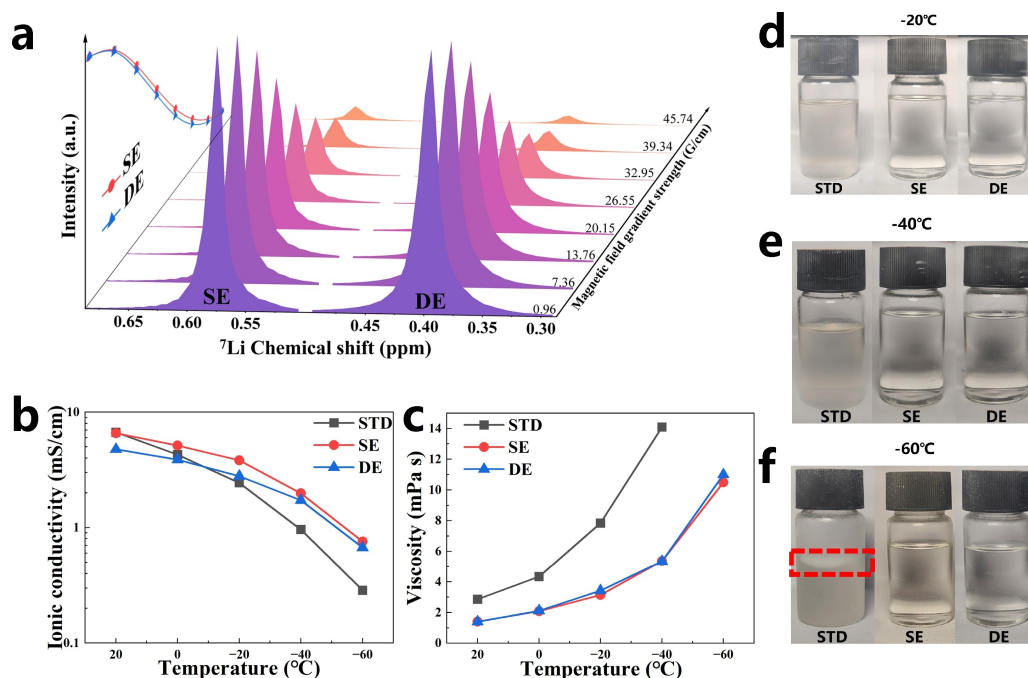 a
Intensity (a.u.)
SE
DE
SE
DE
0.65
0.60
0.55
0.45
0.40
0.35
0.30
⁷Li Chemical shift (ppm)
45.74
39.34
32.95
26.55
20.15
13.76
7.36
0.96
Magnetic field gradient strength (G/cm)
b
Ionic conductivity (mS/cm)
10
1
0.1
STD
SE
DE
20
0
−20
−40
−60
Temperature (℃)
c
Viscosity (mPa s)
14
12
10
8
6
4
2
0
STD
SE
DE
20
0
−20
−40
−60
Temperature (℃)
d
-20℃
STD
SE
DE
e
-40℃
STD
SE
DE
f
-60℃
STD
SE
DE